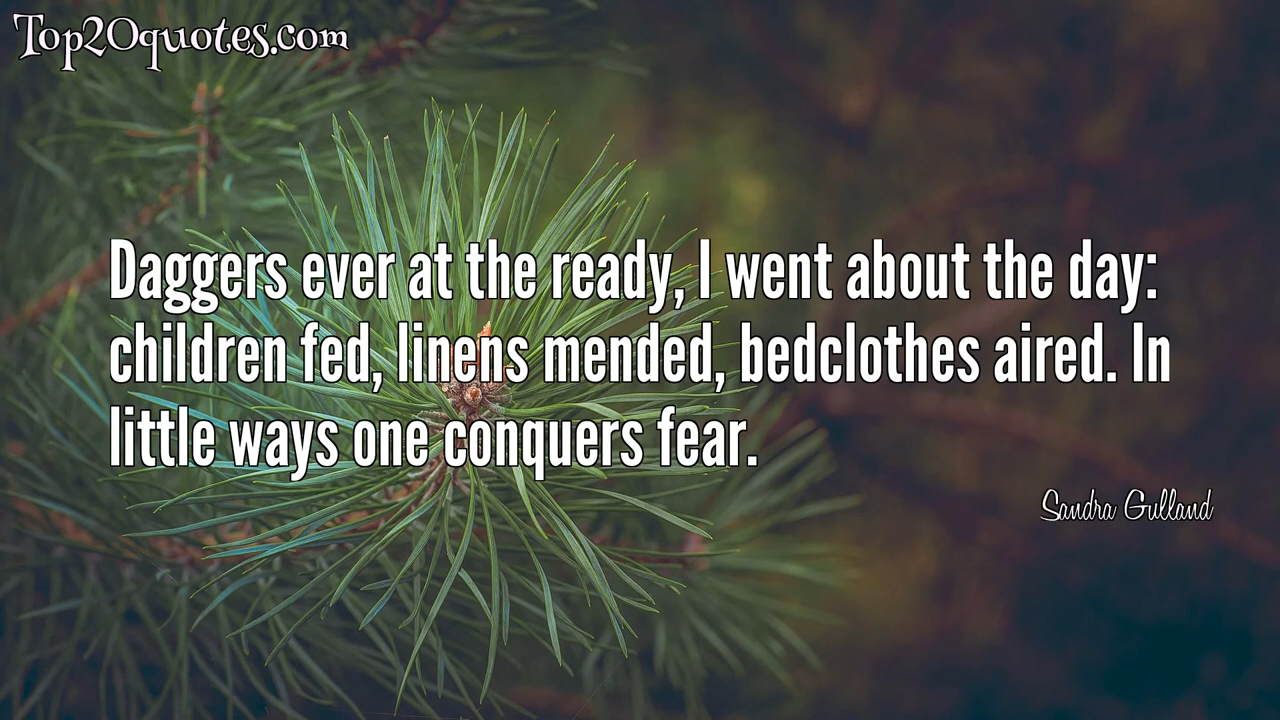 Top20quotes.com
Daggers ever at the ready, I went about the day:
children fed, linens mended, bedclothes aired. In
little ways one conquers fear.
Sandra Gulland